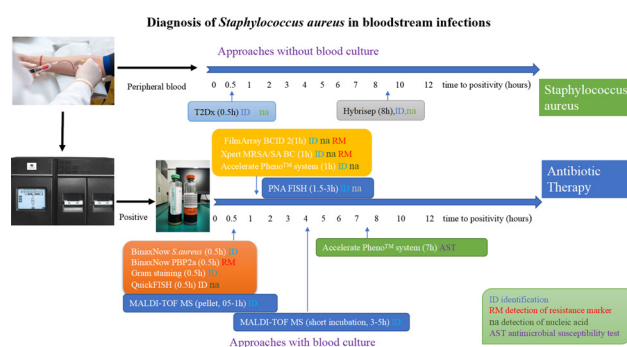 Diagnosis of Staphylococcus aureus in bloodstream infections
Approaches without blood culture
Peripheral blood
0 0.5 1 2 3 4 5 6 7 8 10 12 time to positivity (hours)
Staphylococcus
aureus
T2Dx (0.5h) ID na
Hybrisep (8h),ID,na
FilmArray BCID 2(1h) ID na RM
Xpert MRSA/SA BC (1h) ID na RM
Accelerate Pheno™ system (1h) ID na
PNA FISH (1.5-3h) ID na
Antibiotic
Therapy
Positive
0 0.5 1 2 3 4 5 6 7 8 10 12 time to positivity (hours)
BinaxNow S.aureus (0.5h) ID
BinaxNow PBP2a (0.5h) RM
Gram staining (0.5h) ID
QuickFISH (0.5h) ID na
MALDI-TOF MS (pellet, 05-1h) ID
Accelerate Pheno™ system (7h) AST
MALDI-TOF MS (short incubation, 3-5h) ID
Approaches with blood culture
ID identification
RM detection of resistance marker
na detection of nucleic acid
AST antimicrobial susceptibility test